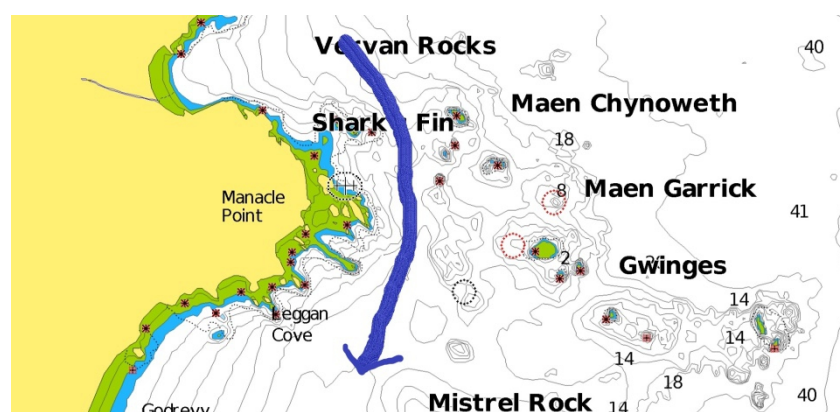 Vervan Rocks
40
Maen Chynoweth
Shark Fin
18
8
Maen Garrick
Manacle
Point
41
2
Gwinges
14
14
Leggan
Cove
14
18
40
Mistrel Rock
14
Godrevy